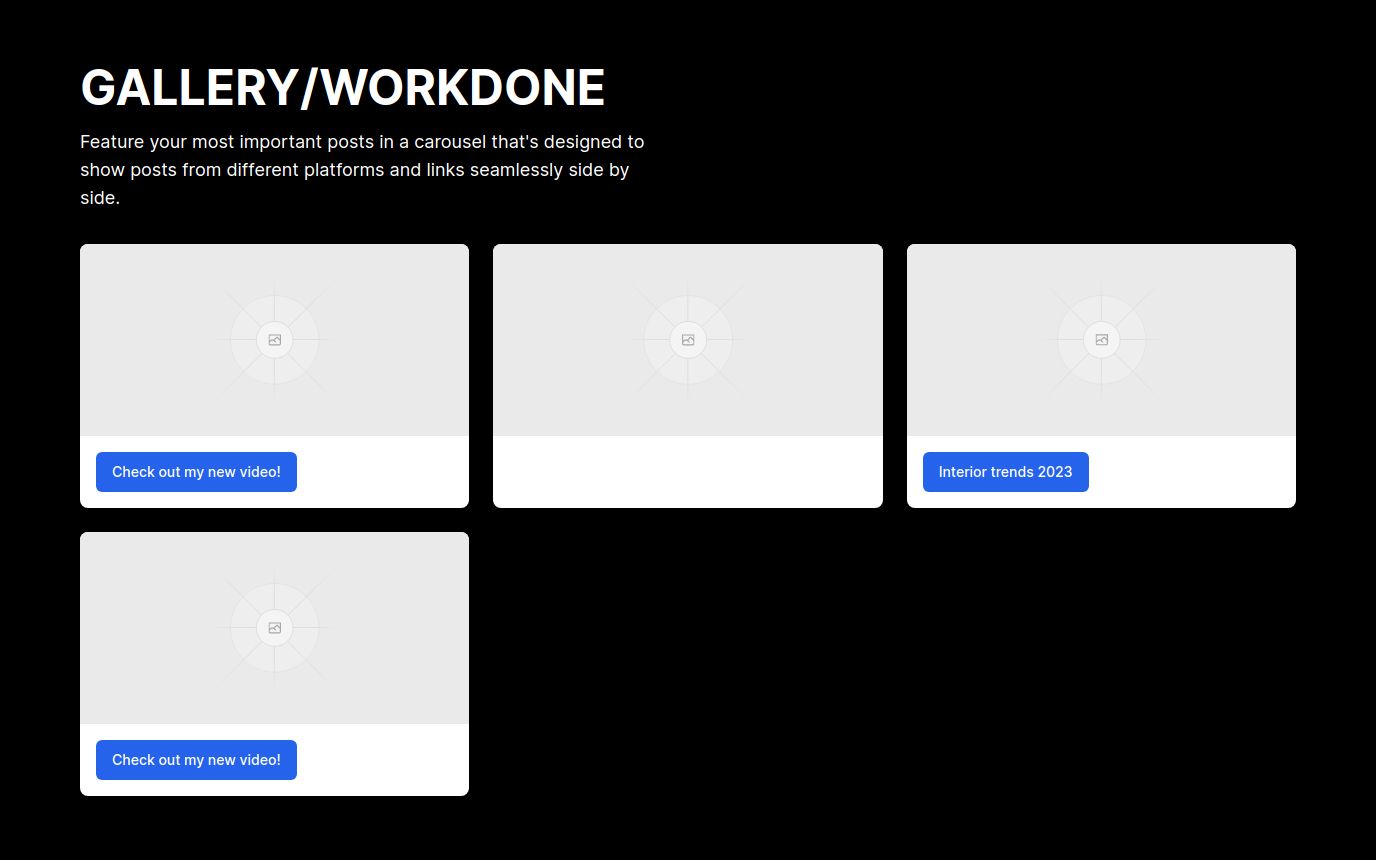 GALLERY/WORKDONE
Feature your most important posts in a carousel that's designed to
show posts from different platforms and links seamlessly side by
side.
Check out my new video!
Interior trends 2023
Check out my new video!